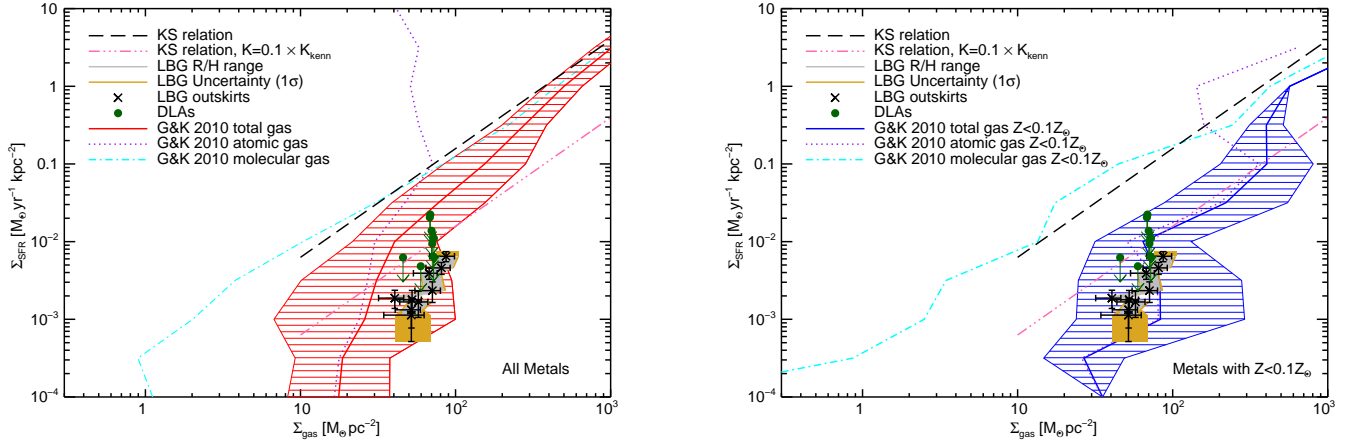 KS relation
KS relation, K=0.1 × K_kenn
LBG R/H range
LBG Uncertainty (1σ)
LBG outskirts
DLAs
G&K 2010 total gas
G&K 2010 atomic gas
G&K 2010 molecular gas
10
1
0.1
10⁻²
10⁻³
10⁻⁴
Σ_SFR [M_⊙ yr⁻¹ kpc⁻²]
All Metals
1
10
10²
10³
Σ_gas [M_⊙ pc⁻²]
KS relation
KS relation, K=0.1 × K_kenn
LBG R/H range
LBG Uncertainty (1σ)
LBG outskirts
DLAs
G&K 2010 total gas Z<0.1Z_⊙
G&K 2010 atomic gas Z<0.1Z_⊙
G&K 2010 molecular gas Z<0.1Z_⊙
10
1
0.1
10⁻²
10⁻³
10⁻⁴
Σ_SFR [M_⊙ yr⁻¹ kpc⁻²]
Metals with Z<0.1Z_⊙
1
10
10²
10³
Σ_gas [M_⊙ pc⁻²]